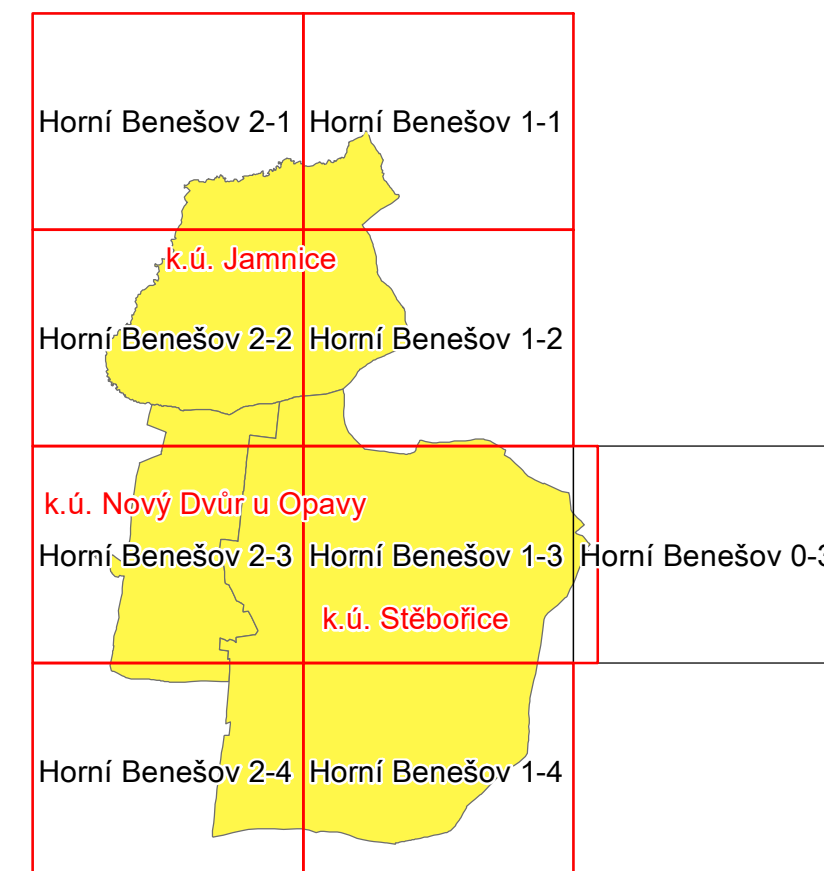 Horní Benešov 2-1
Horní Benešov 1-1
k.ú. Jamnice
Horní Benešov 2-2
Horní Benešov 1-2
k.ú. Nový Dvůr u Opavy
Horní Benešov 2-3
Horní Benešov 1-3
Horní Benešov 0-3
k.ú. Stěbořice
Horní Benešov 2-4
Horní Benešov 1-4